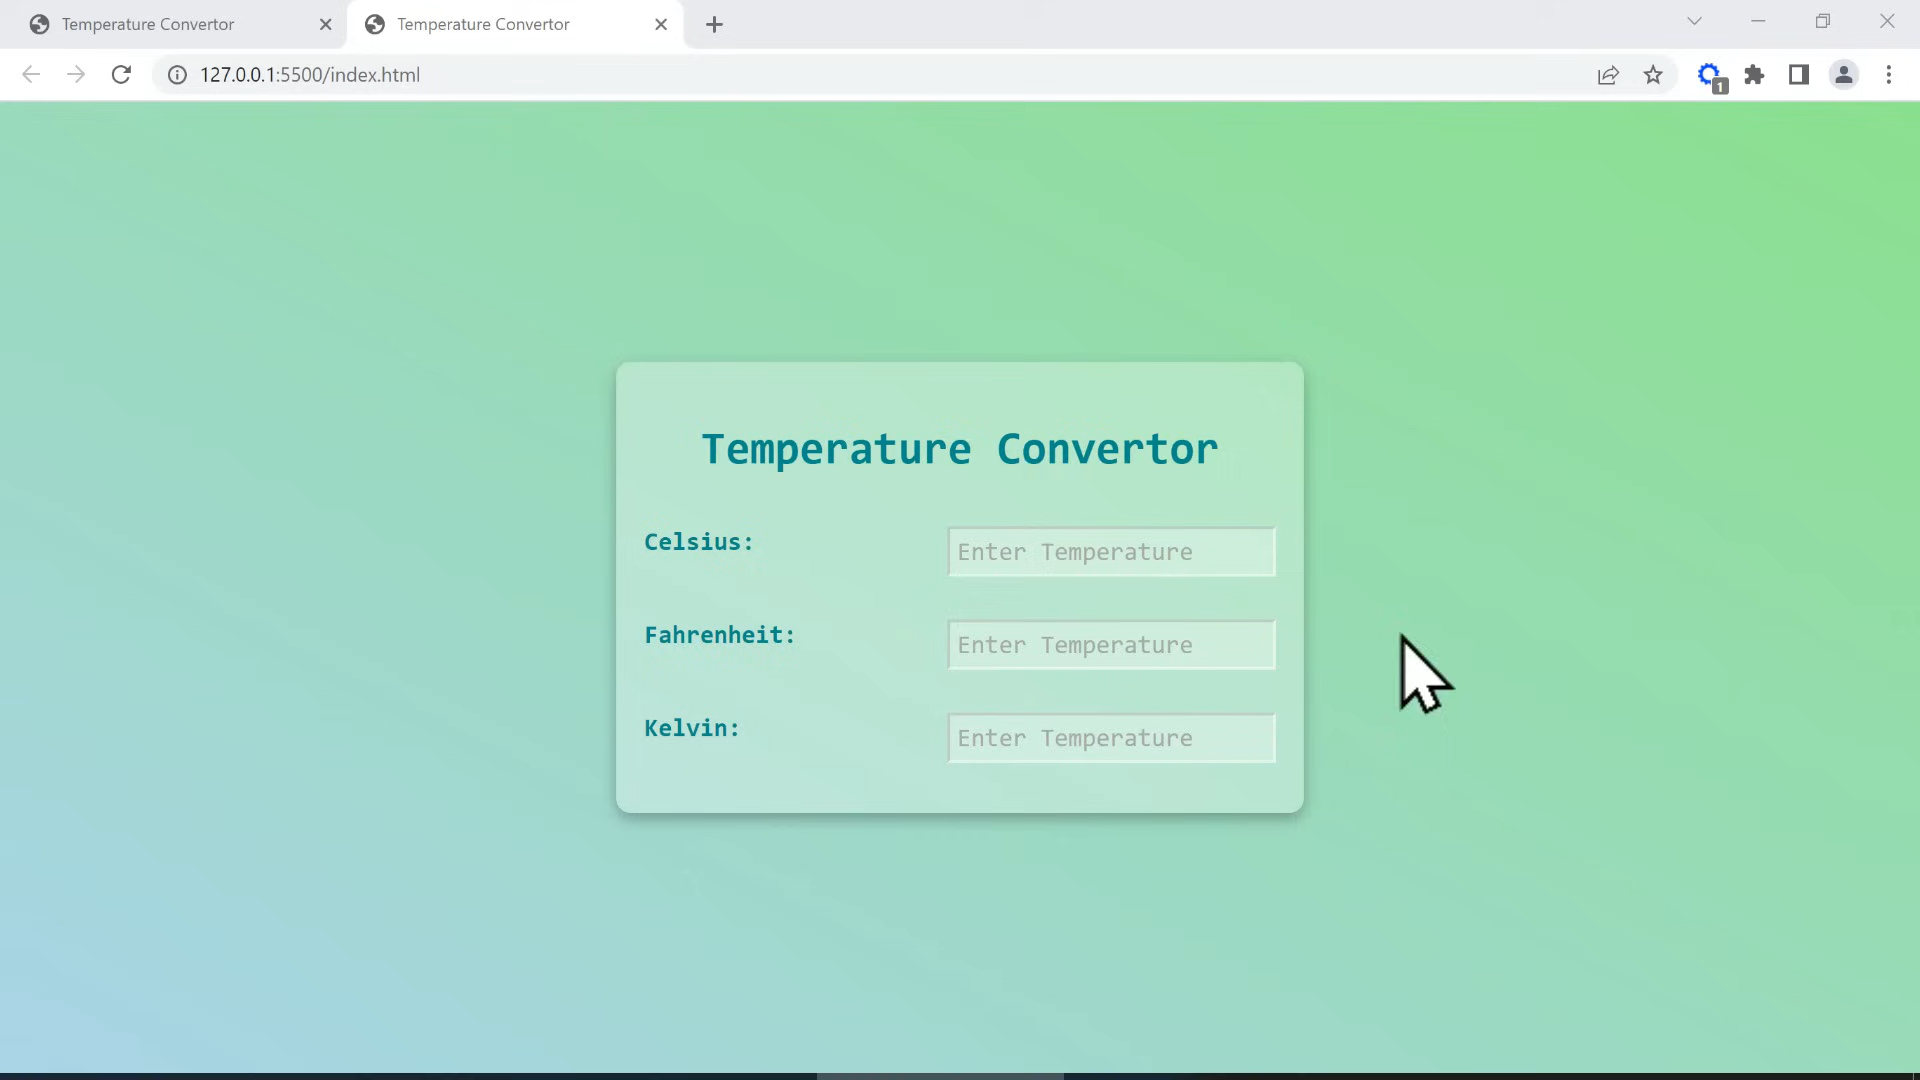 Temperature Convertor
Temperature Convertor
127.0.0.1:5500/index.html
1
Temperature Convertor
Celsius:
Enter Temperature
Fahrenheit:
Enter Temperature
Kelvin:
Enter Temperature